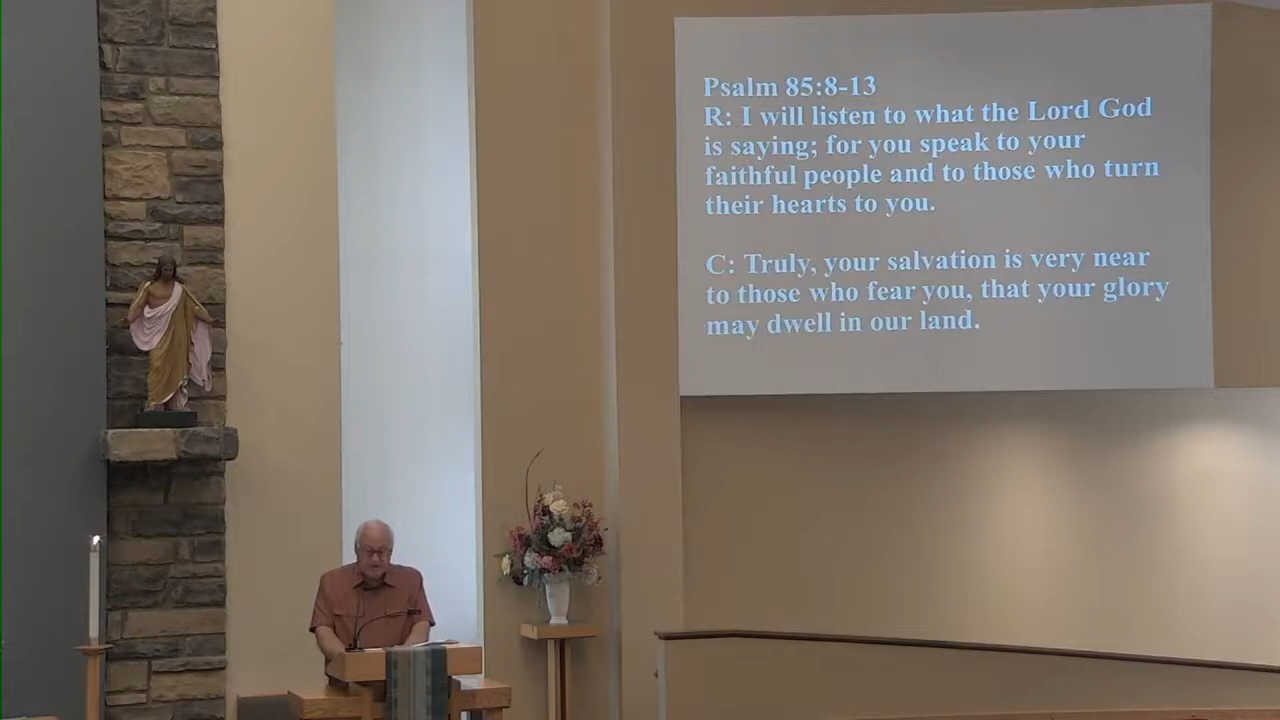 Psalm 85:8-13
R: I will listen to what the Lord God
is saying; for you speak to your
faithful people and to those who turn
their hearts to you.
C: Truly, your salvation is very near
to those who fear you, that your glory
may dwell in our land.